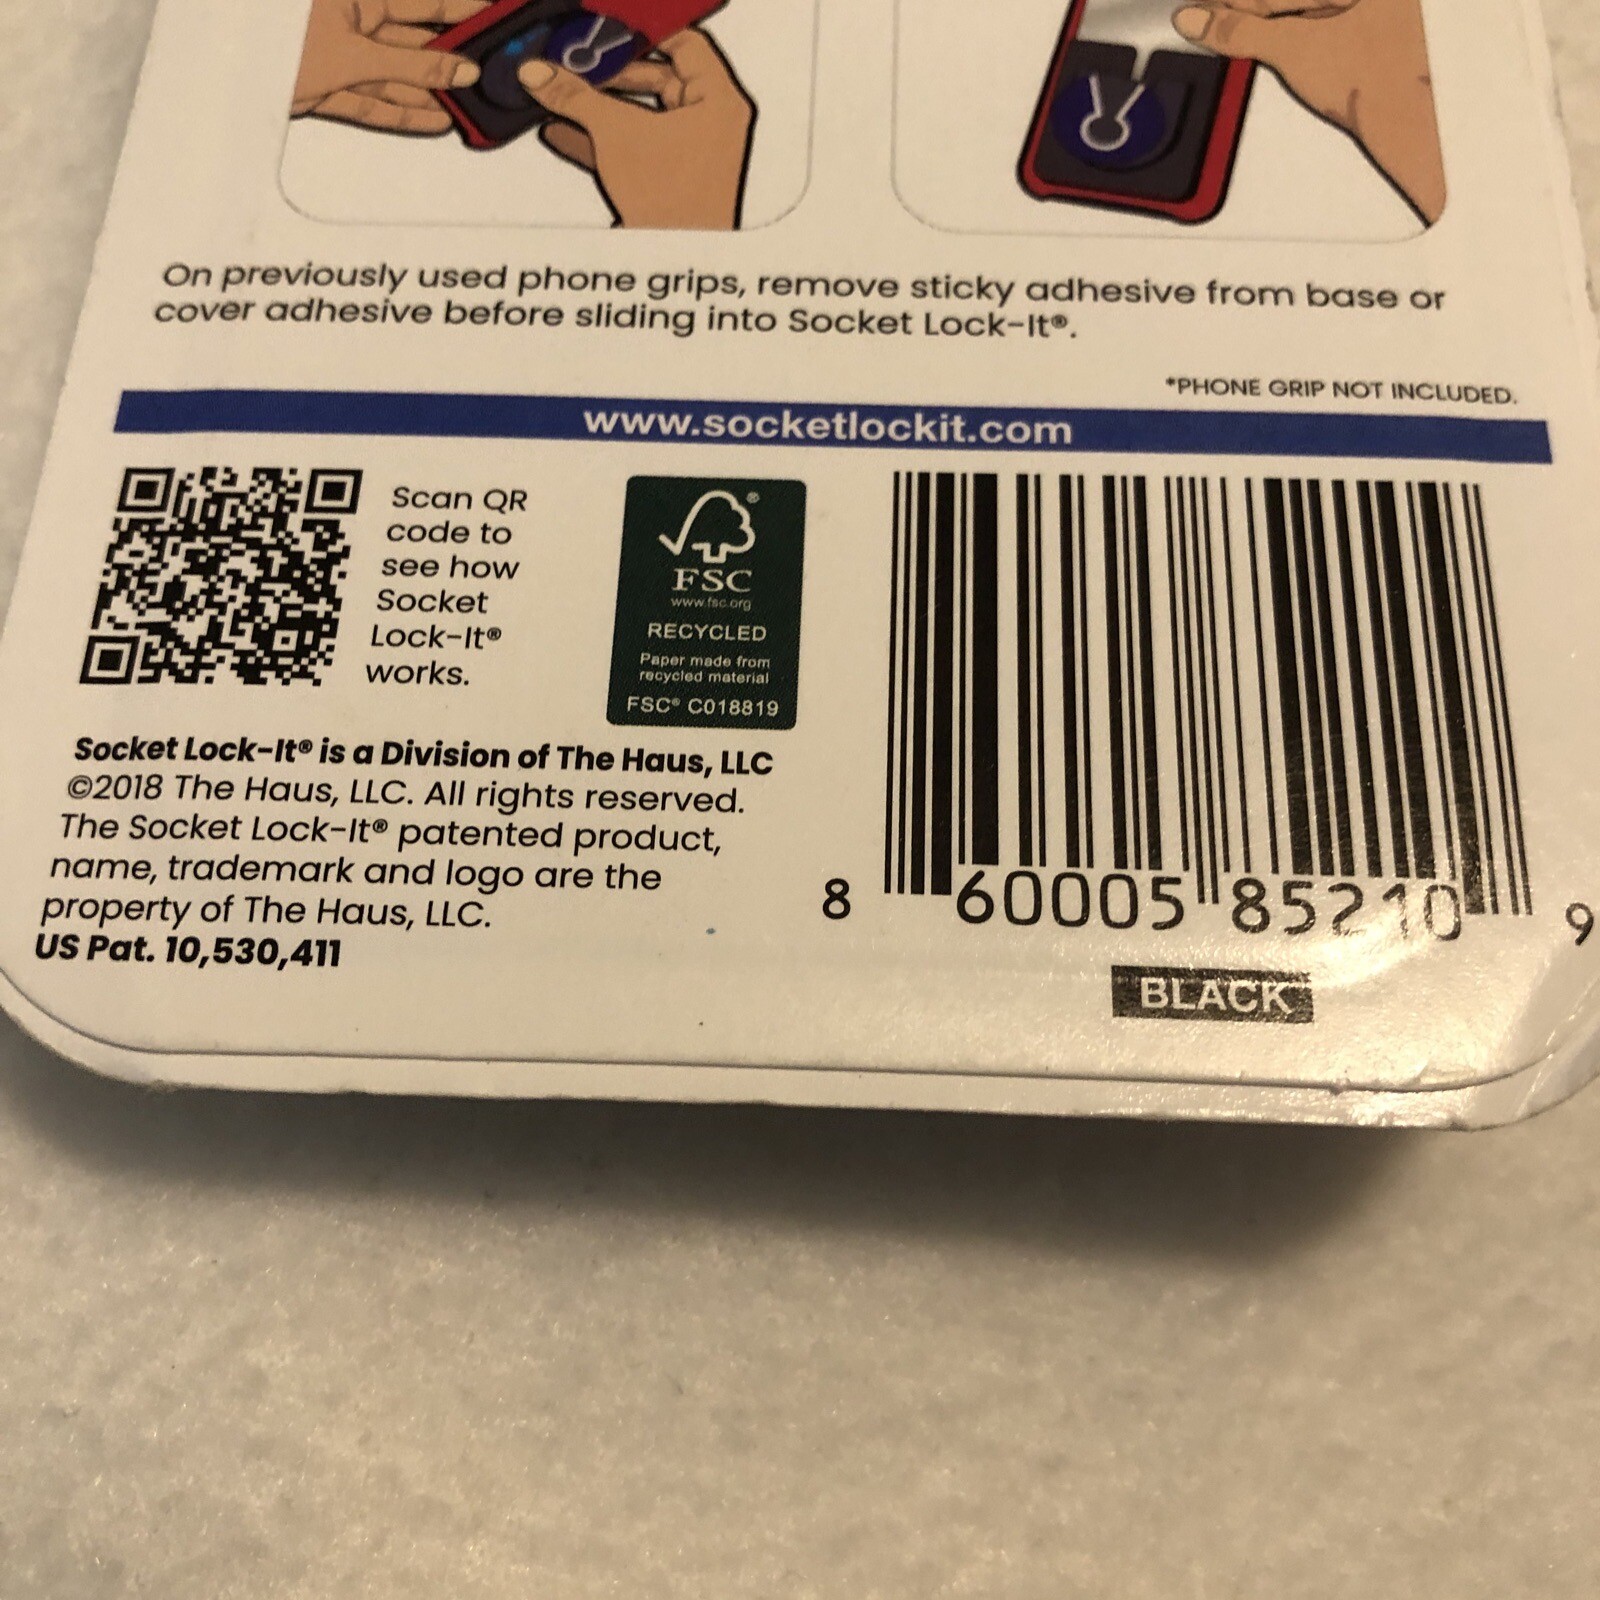 On previously used phone grips, remove sticky adhesive from base or
cover adhesive before sliding into Socket Lock-It®.
*PHONE GRIP NOT INCLUDED.
www.socketlockit.com
Scan QR
code to
see how
Socket
Lock-It®
works.
®
FSC
www.fsc.org
RECYCLED
Paper made from
recycled material
FSC® C018819
Socket Lock-It® is a Division of The Haus, LLC
©2018 The Haus, LLC. All rights reserved.
The Socket Lock-It® patented product,
name, trademark and logo are the
property of The Haus, LLC.
US Pat. 10,530,411
8 60005 85210 9
BLACK